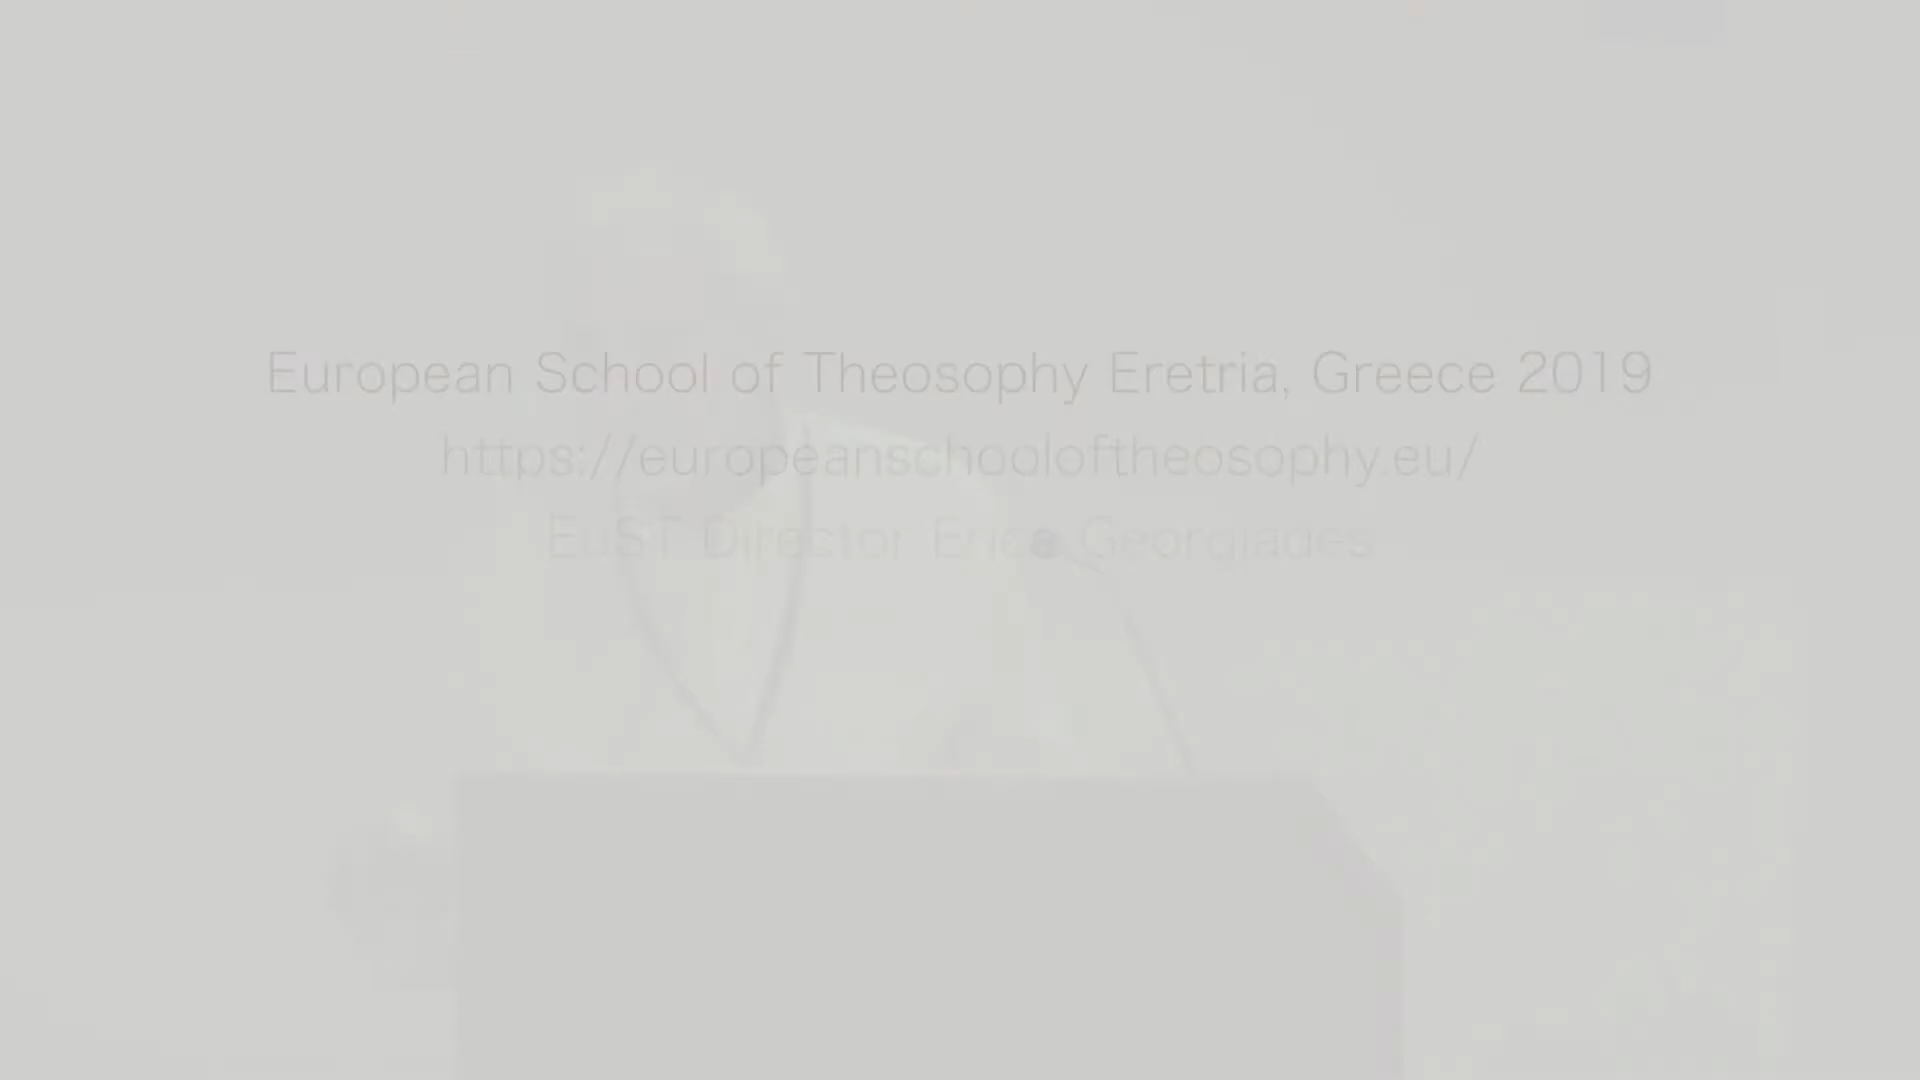 European School of Theosophy Eretria, Greece 2019
https://europeanschooloftheosophy.eu/
EuST Director Erica Georgiades